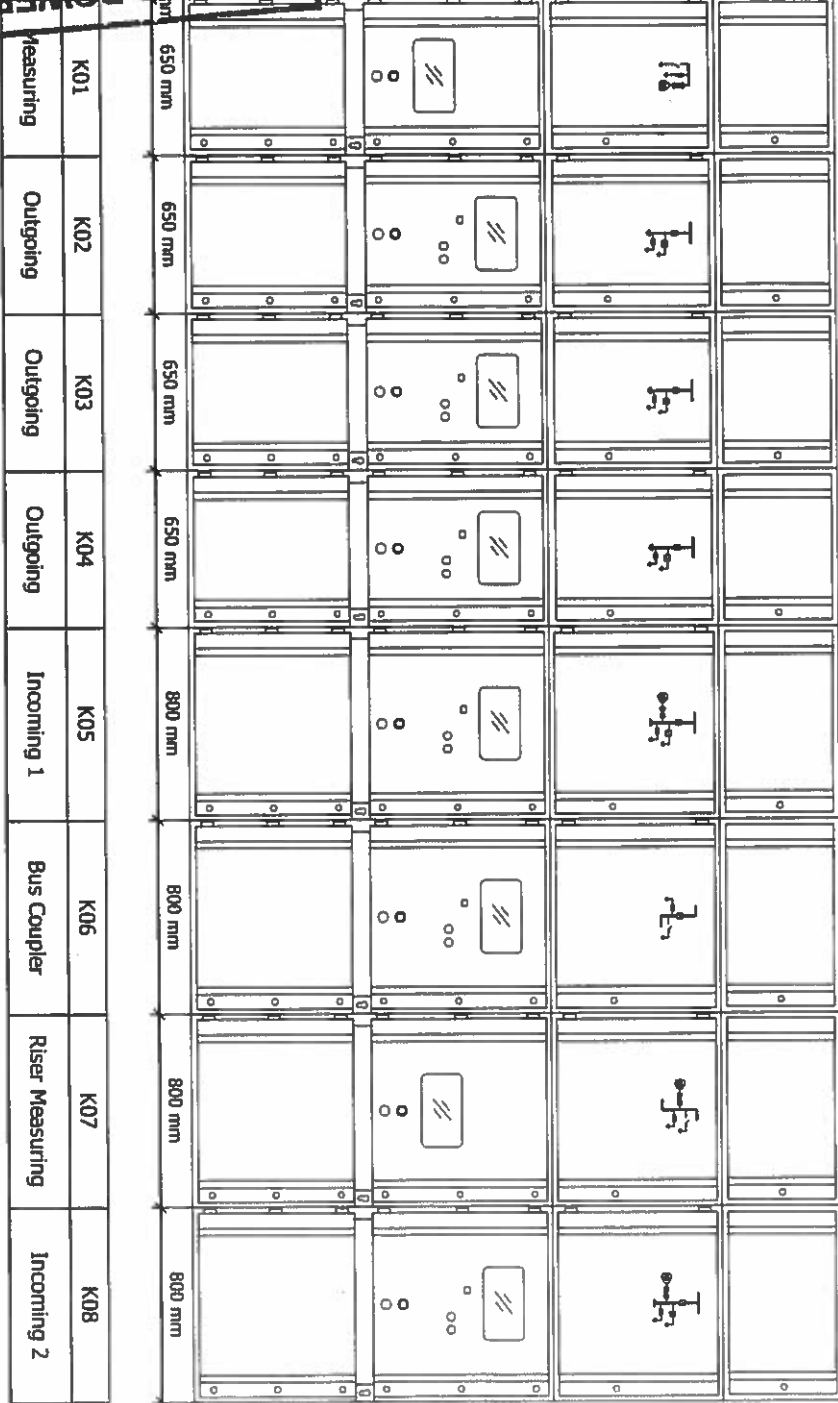 650 mm 650 mm 650 mm 650 mm 800 mm 800 mm 800 mm 800 mm
K01 K02 K03 K04 K05 K06 K07 K08
Measuring Outgoing Outgoing Outgoing Incoming 1 Bus Coupler Riser Measuring Incoming 2